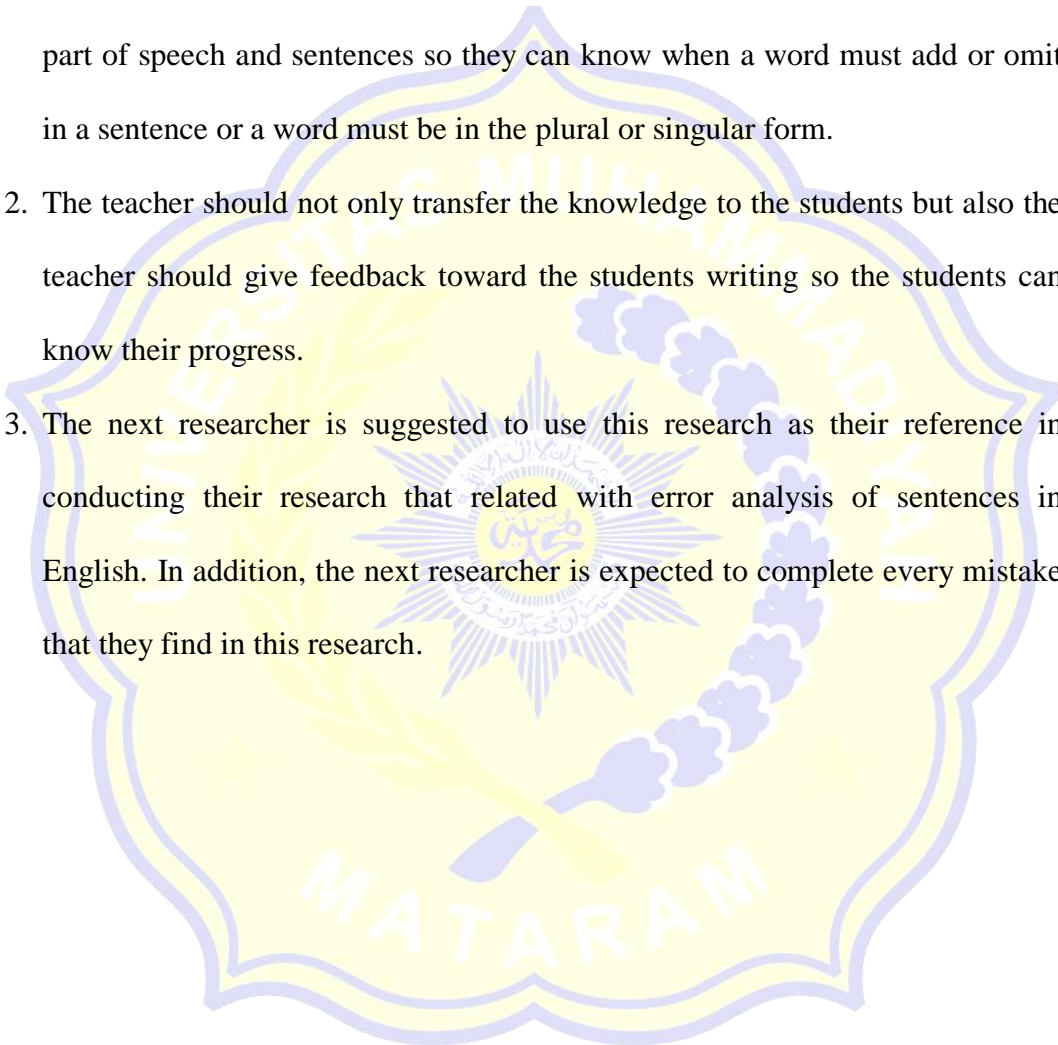 part of speech and sentences so they can know when a word must add or omit
in a sentence or a word must be in the plural or singular form.
2. The teacher should not only transfer the knowledge to the students but also the
teacher should give feedback toward the students writing so the students can
know their progress.
3. The next researcher is suggested to use this research as their reference in
conducting their research that related with error analysis of sentences in
English. In addition, the next researcher is expected to complete every mistake
that they find in this research.
UNIVERSITAS MUHAMMADIYAH
MATARAM